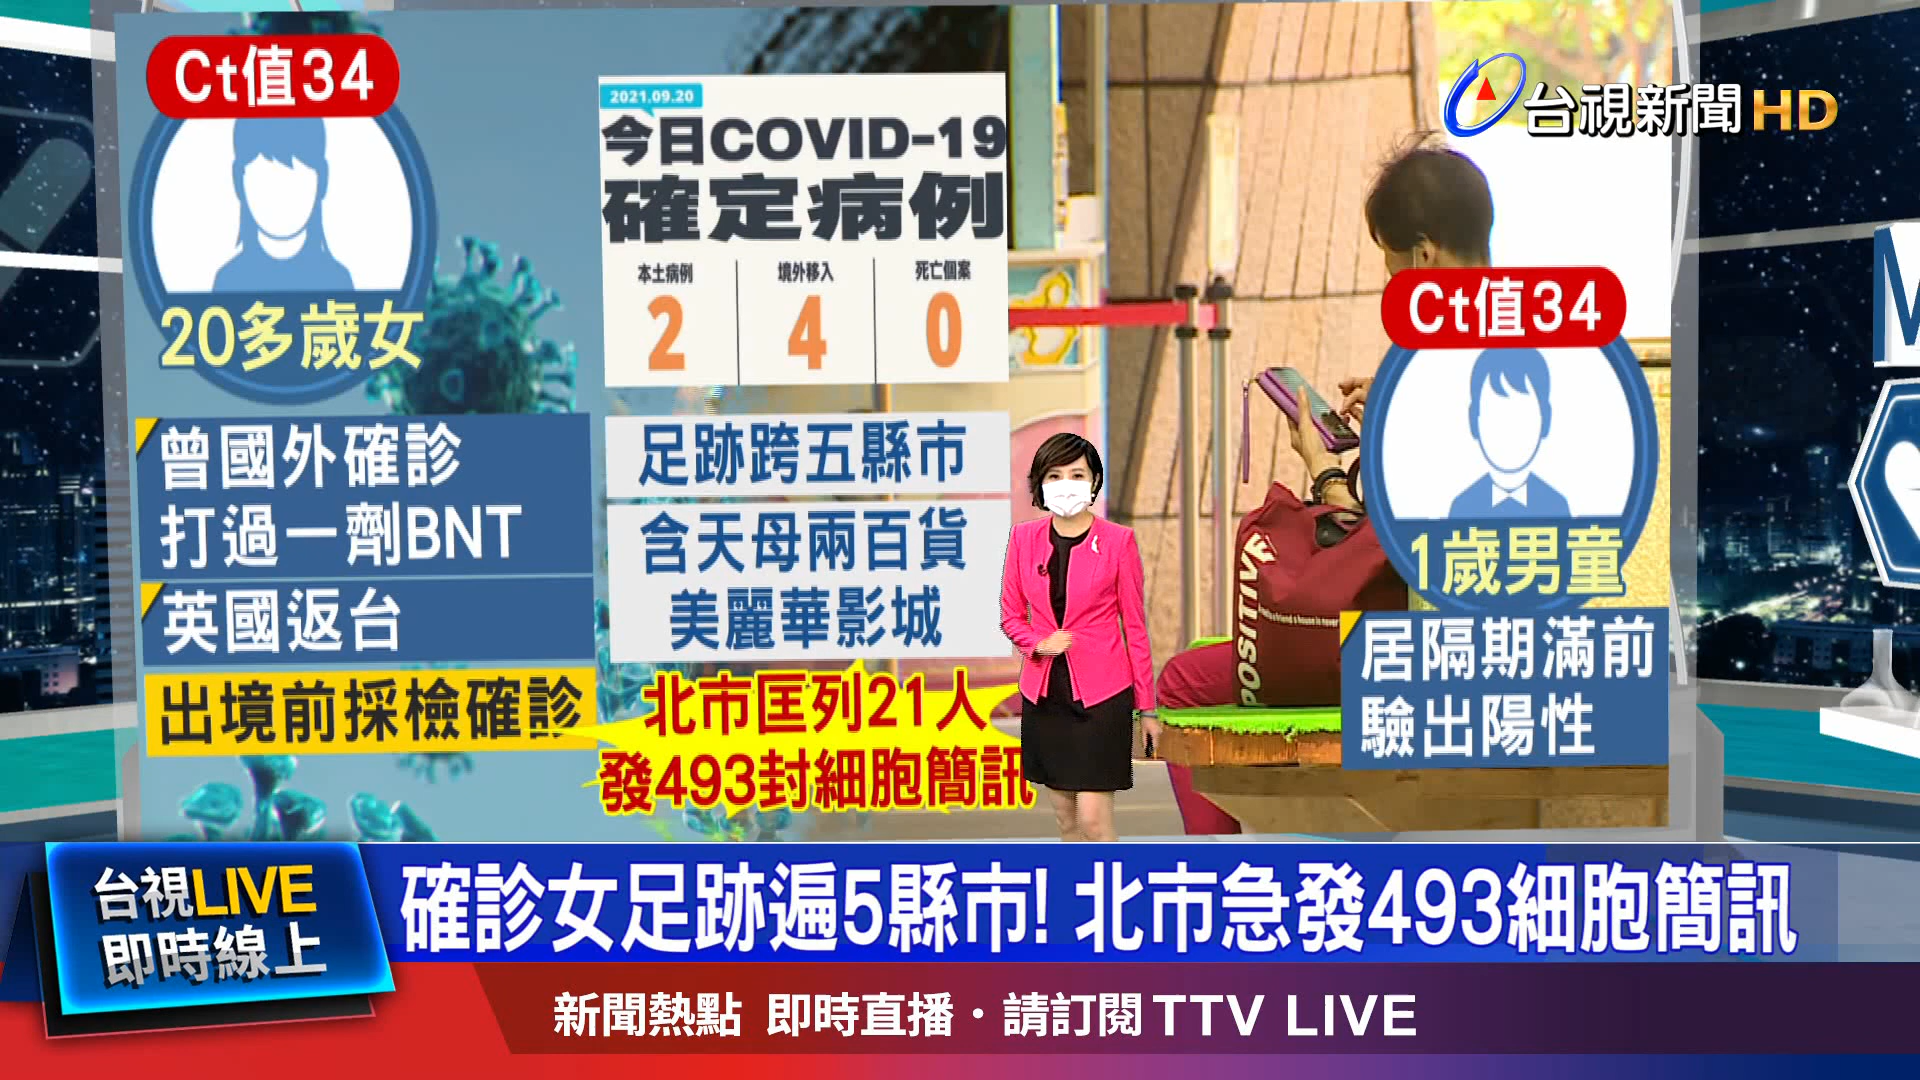 Ct值34
20多歲女
曾國外確診
打過一劑BNT
英國返台
出境前採檢確診
2021.09.20
今日COVID-19
確定病例
本土病例 境外移入 死亡個案
2 4 0
足跡跨五縣市
含天母兩百貨
美麗華影城
北市匡列21人
發493封細胞簡訊
台視新聞HD
Ct值34
1歲男童
居隔期滿前
驗出陽性
POSITIVE
台視LIVE
即時線上
確診女足跡遍5縣市! 北市急發493細胞簡訊
新聞熱點 即時直播·請訂閱TTV LIVE